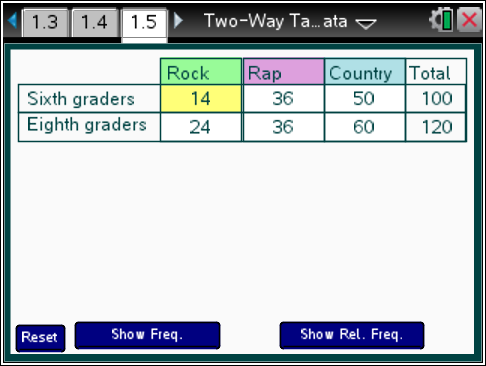 1.3 1.4 1.5 Two-Way Ta…ata
Rock Rap Country Total
Sixth graders 14 36 50 100
Eighth graders 24 36 60 120
Reset Show Freq. Show Rel. Freq.